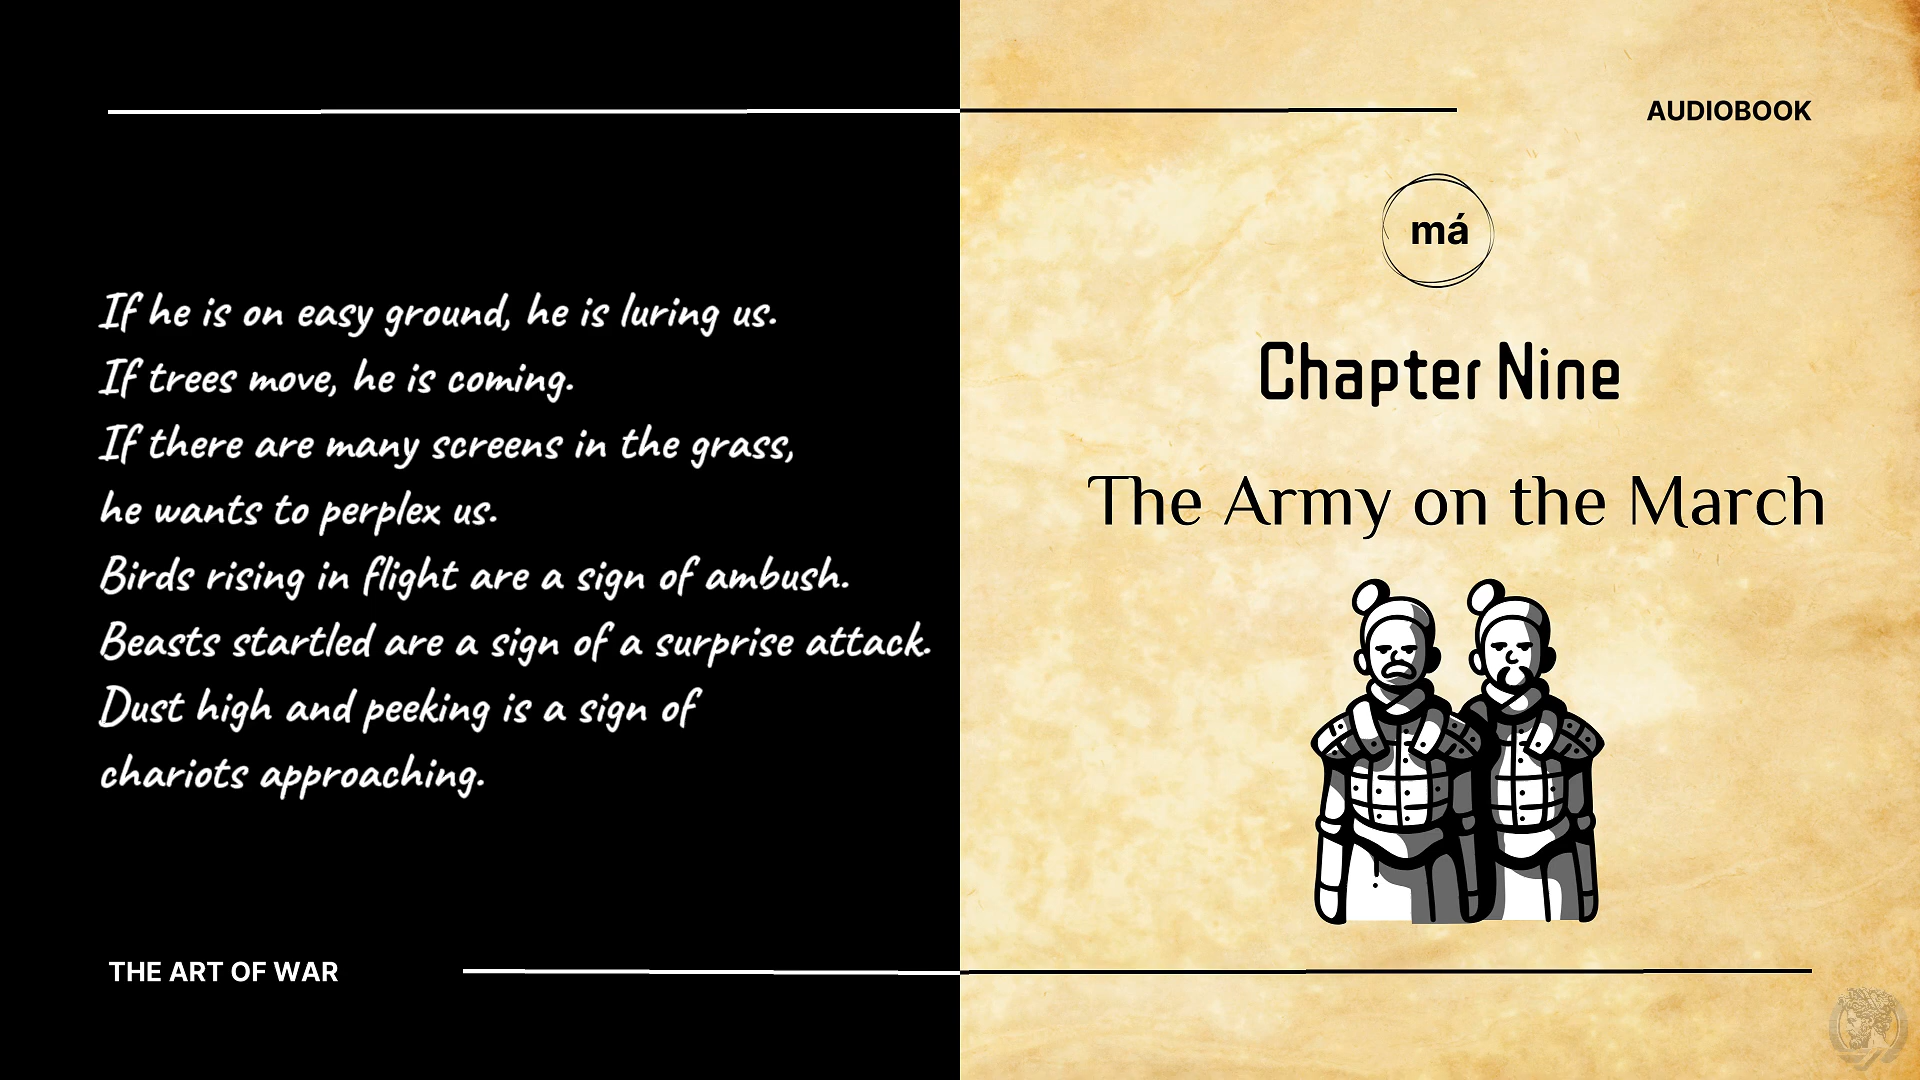 If he is on easy ground, he is luring us.
If trees move, he is coming.
If there are many screens in the grass,
he wants to perplex us.
Birds rising in flight are a sign of ambush.
Beasts startled are a sign of a surprise attack.
Dust high and peeking is a sign of
chariots approaching.
THE ART OF WAR
AUDIOBOOK
má
Chapter Nine
The Army on the March